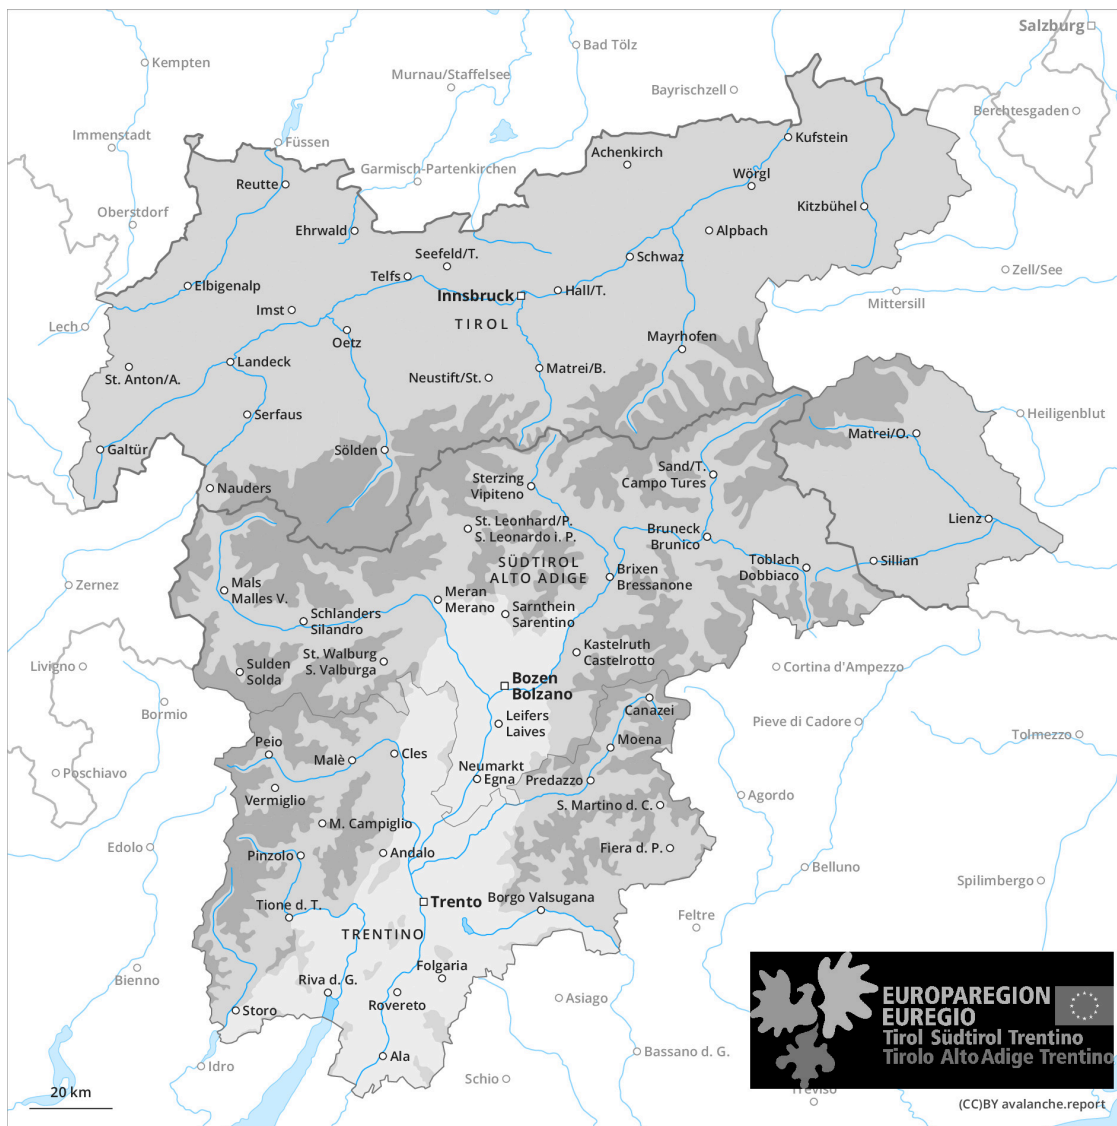 Salzburg
Kempten
Bad Tölz
Murnau/Staffelsee
Bayrischzell
Berchtesgaden
Immenstadt
Füssen
Kufstein
Achenkirch
Garmisch-Partenkirchen
Wörgl
Reutte
Oberstdorf
Kitzbühel
Ehrwald
Alpbach
Seefeld/T.
Schwaz
Telfs
Zell/See
Elbigenalp
Innsbruck
Hall/T.
Mittersill
Imst
TIROL
Lech
Oetz
Mayrhofen
Landeck
Matrei/B.
St. Anton/A.
Neustift/St.
Serfaus
Heiligenblut
Matrei/O.
Galtür
Sölden
Sand/T.
Campo Tures
Sterzing
Vipiteno
Nauders
Lienz
St. Leonhard/P.
S. Leonardo i. P.
Bruneck
Brunico
SÜDTIROL
ALTO ADIGE
Toblach
Dobbiaco
Sillian
Brixen
Bressanone
Zernez
Mals
Malles V.
Meran
Merano
Schlanders
Silandro
Sarnthein
Sarentino
Kastelruth
Castelrotto
St. Walburg
S. Valburga
Livigno
Sulden
Solda
Cortina d'Ampezzo
Bozen
Bolzano
Bormio
Canazei
Leifers
Laives
Pieve di Cadore
Tolmezzo
Peio
Moena
Cles
Malè
Poschiavo
Neumarkt
Egna
Predazzo
Vermiglio
Agordo
S. Martino d. C.
M. Campiglio
Edolo
Fiera d. P.
Andalo
Pinzolo
Belluno
Spilimbergo
Borgo Valsugana
Trento
Tione d. T.
Feltre
TRENTINO
Folgaria
Bienno
Riva d. G.
Rovereto
Asiago
Storo
EUROPAREGION
EUREGIO
Tirol Südtirol Trentino
Tirolo Alto Adige Trentino
Ala
Bassano d. G.
Idro
Schio
Treviso
20 km
(CC)BY avalanche.report